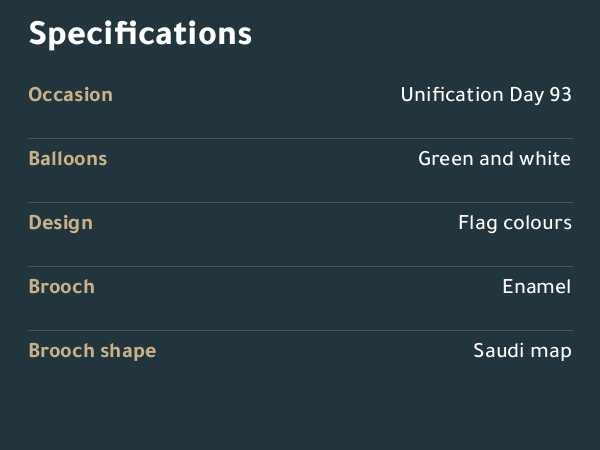 Specifications
Occasion Unification Day 93
Balloons Green and white
Design Flag colours
Brooch Enamel
Brooch shape Saudi map